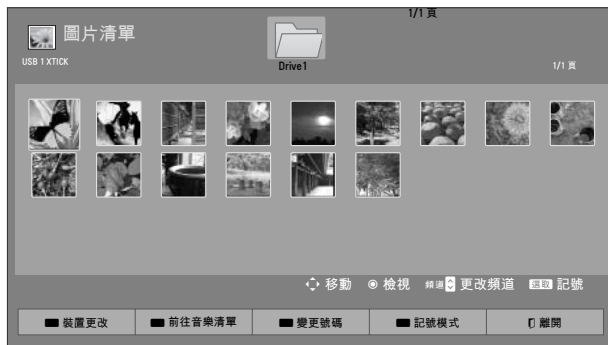 1/1 頁
圖片清單
USB 1 XTICK
Drive1
1/1 頁
移動 檢視 頻道 更改頻道 選取 記號
裝置更改 前往音樂清單 變更號碼 記號模式 離開